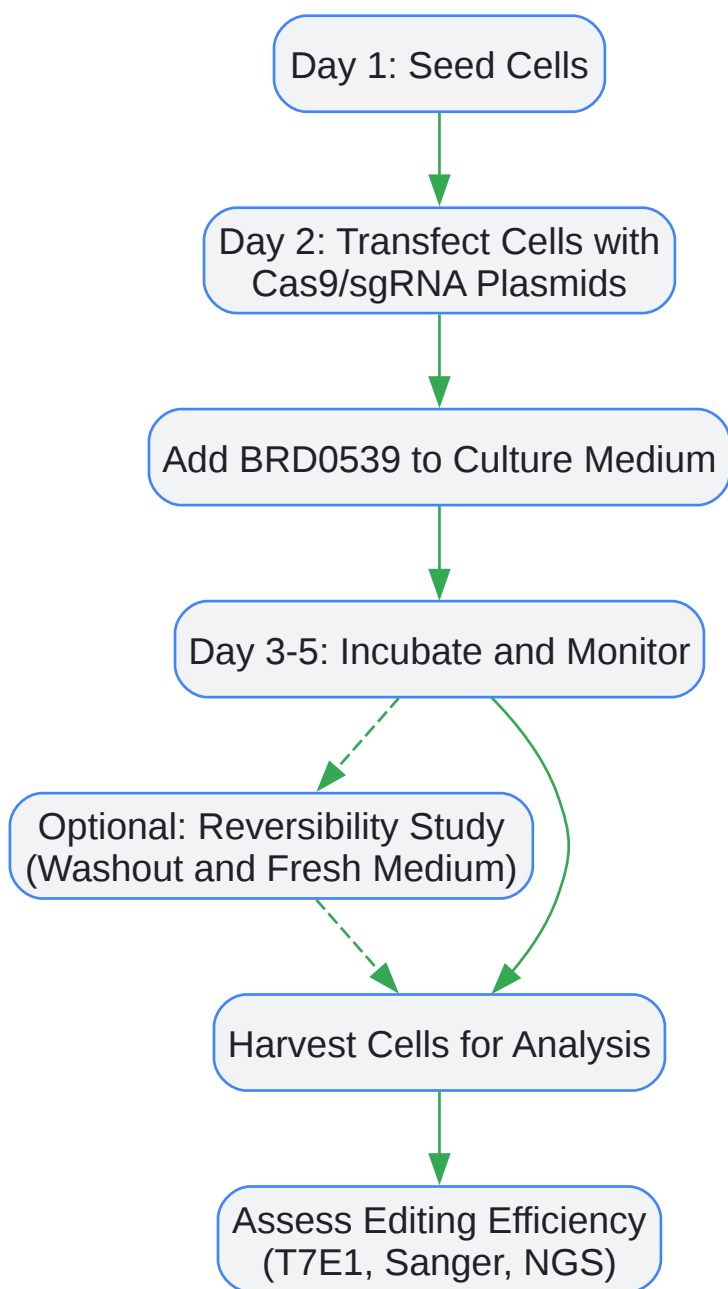 Day 1: Seed Cells
Day 2: Transfect Cells with
Cas9/sgRNA Plasmids
Add BRD0539 to Culture Medium
Day 3-5: Incubate and Monitor
Optional: Reversibility Study
(Washout and Fresh Medium)
Harvest Cells for Analysis
Assess Editing Efficiency
(T7E1, Sanger, NGS)